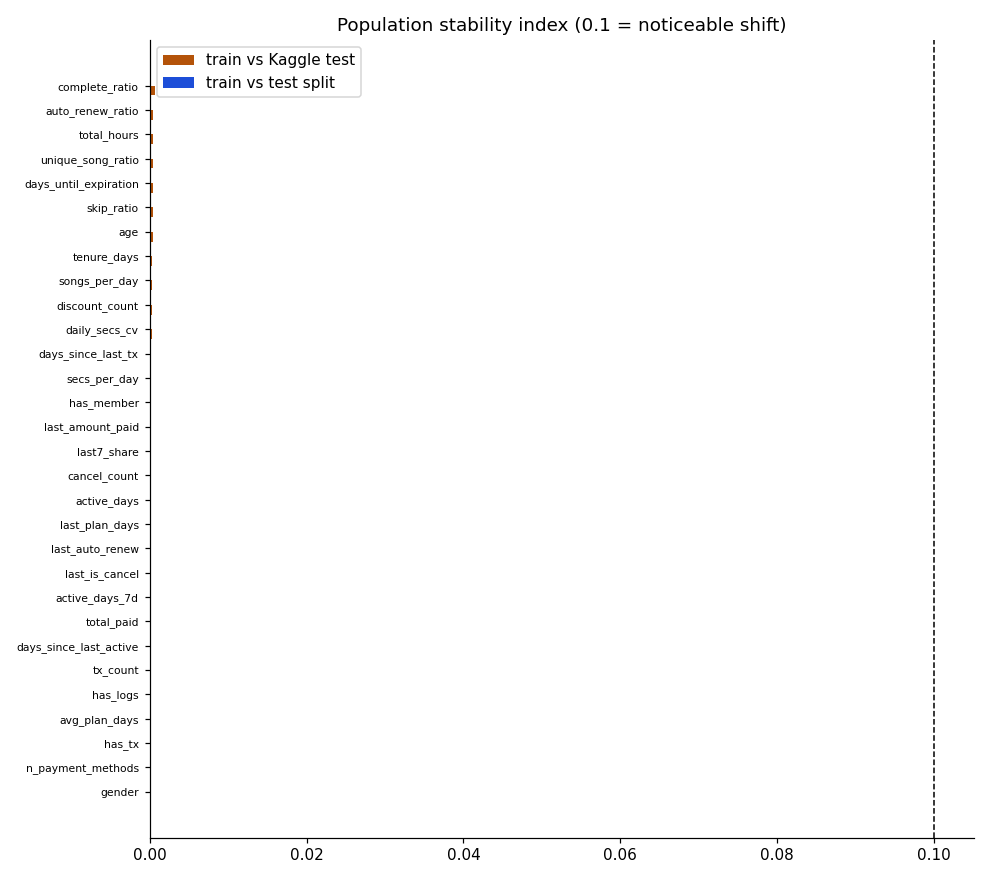 Population stability index (0.1 = noticeable shift)
train vs Kaggle test
train vs test split
complete_ratio
auto_renew_ratio
total_hours
unique_song_ratio
days_until_expiration
skip_ratio
age
tenure_days
songs_per_day
discount_count
daily_secs_cv
days_since_last_tx
secs_per_day
has_member
last_amount_paid
last7_share
cancel_count
active_days
last_plan_days
last_auto_renew
last_is_cancel
active_days_7d
total_paid
days_since_last_active
tx_count
has_logs
avg_plan_days
has_tx
n_payment_methods
gender
0.00 0.02 0.04 0.06 0.08 0.10